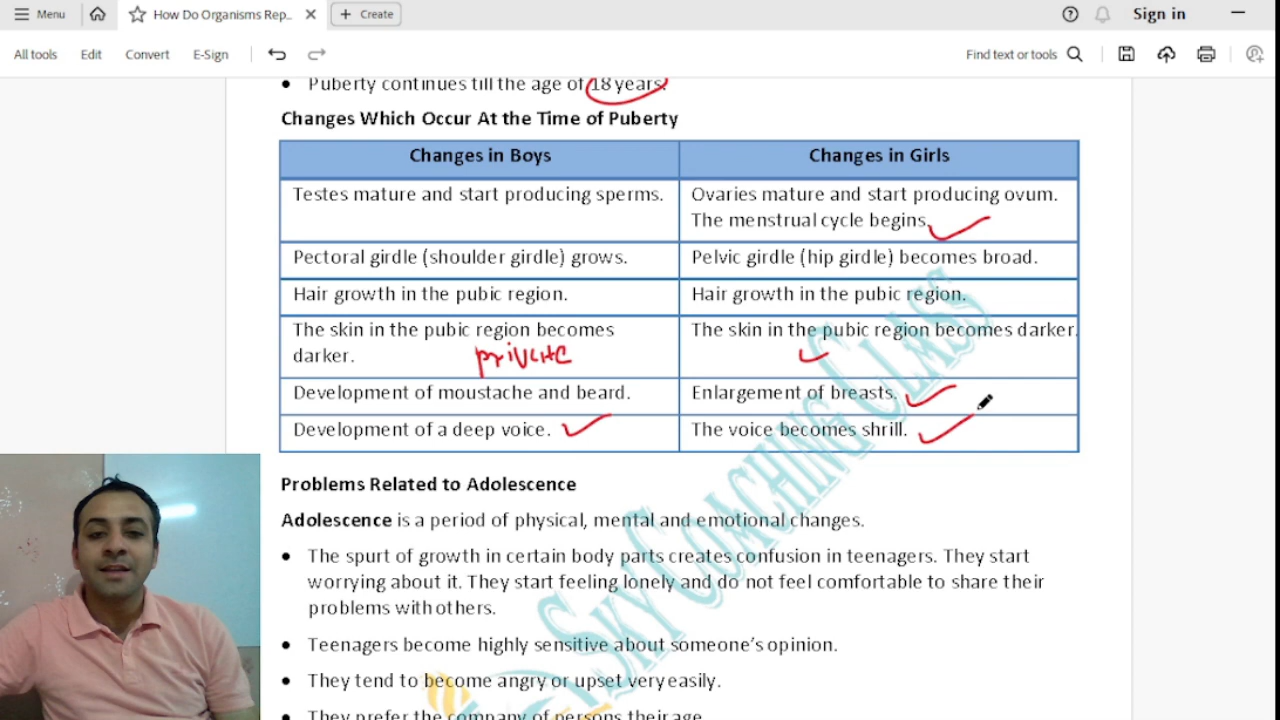 Menu
How Do Organisms Rep...
Create
Sign in
All tools
Edit
Convert
E-Sign
Find text or tools
• Puberty continues till the age of 18 years.
Changes Which Occur At the Time of Puberty
Changes in Boys
Changes in Girls
Testes mature and start producing sperms.
Ovaries mature and start producing ovum.
The menstrual cycle begins.
Pectoral girdle (shoulder girdle) grows.
Pelvic girdle (hip girdle) becomes broad.
Hair growth in the pubic region.
Hair growth in the pubic region.
The skin in the pubic region becomes
darker.
private
The skin in the pubic region becomes darker.
Development of moustache and beard.
Enlargement of breasts.
Development of a deep voice.
The voice becomes shrill.
Problems Related to Adolescence
Adolescence is a period of physical, mental and emotional changes.
• The spurt of growth in certain body parts creates confusion in teenagers. They start
worrying about it. They start feeling lonely and do not feel comfortable to share their
problems with others.
• Teenagers become highly sensitive about someone's opinion.
• They tend to become angry or upset very easily.
• They prefer the company of persons their age
SKY COACHING CLASS